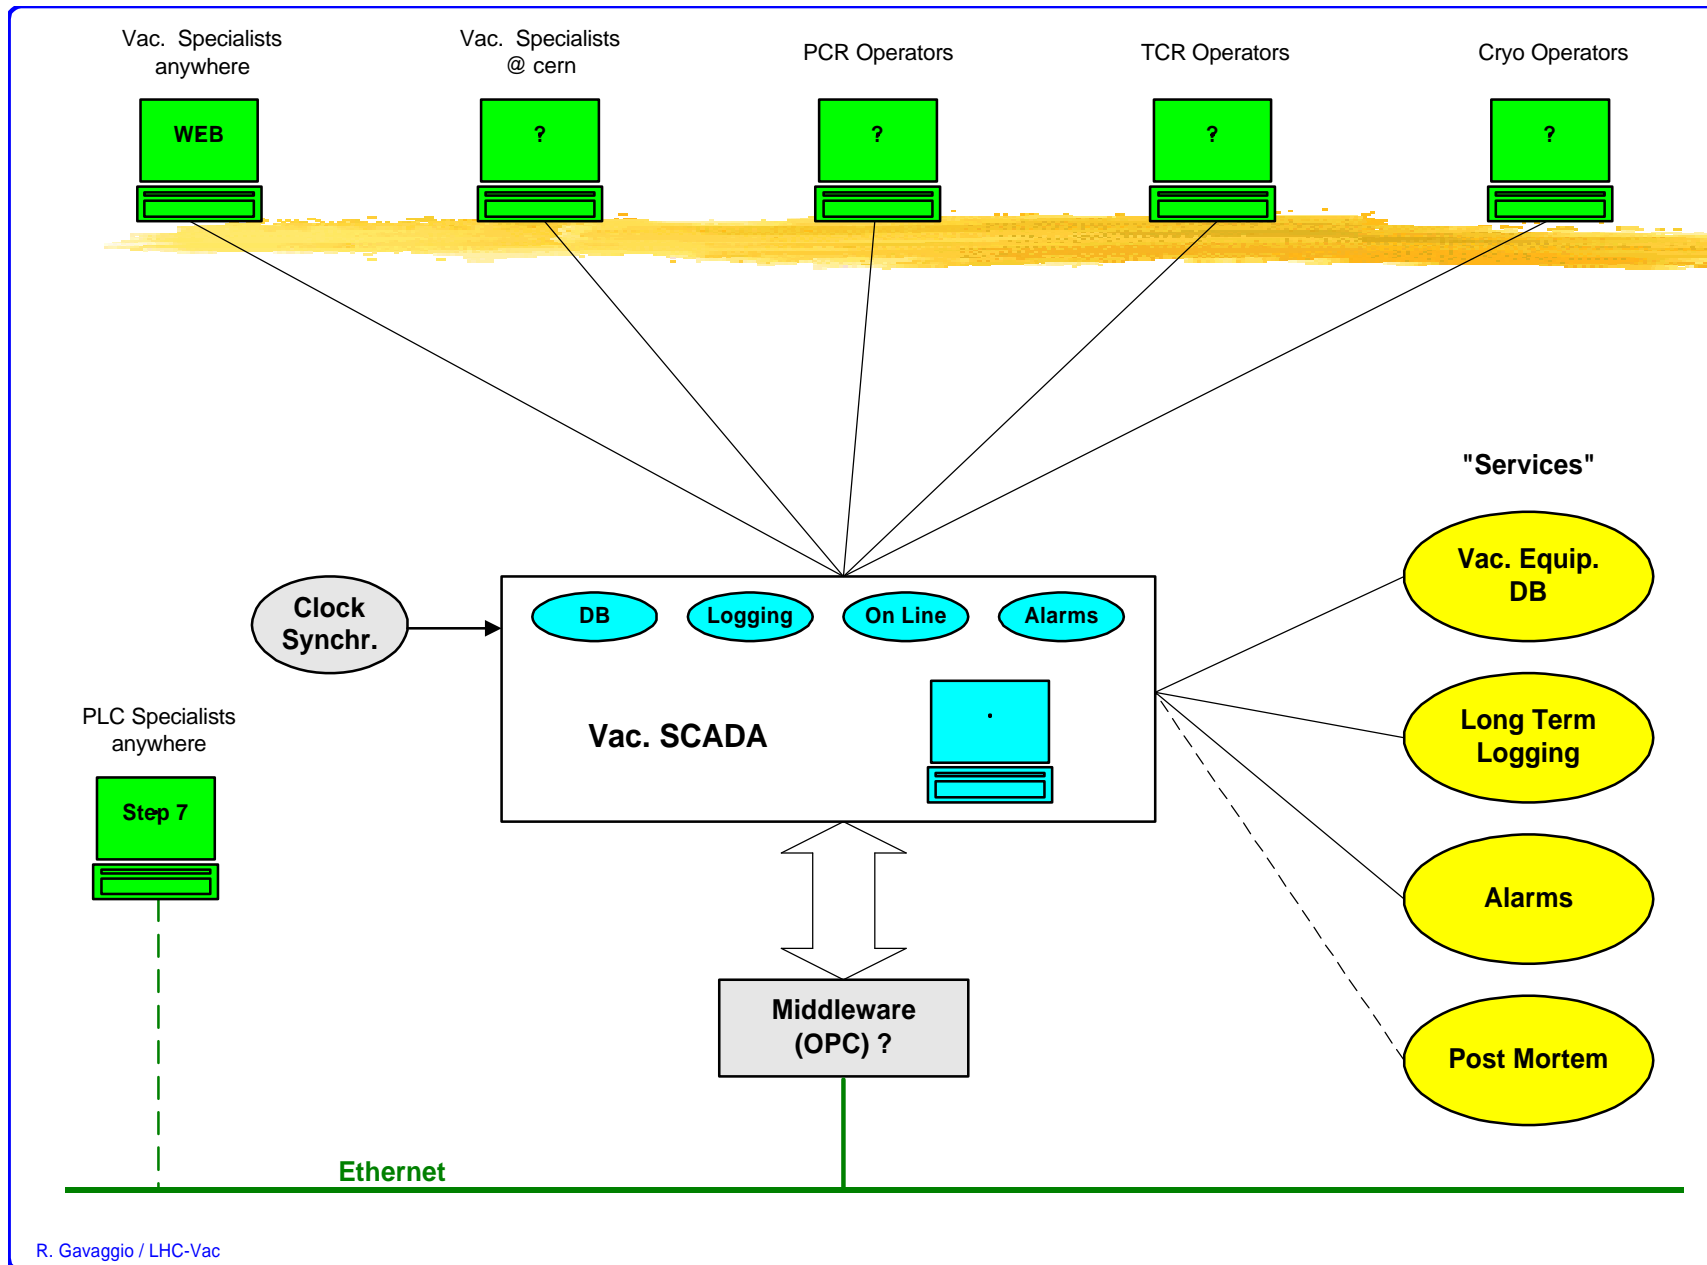 Vac. Specialists
anywhere
Vac. Specialists
@ cern
PCR Operators
TCR Operators
Cryo Operators
WEB
?
?
?
?
"Services"
Vac. Equip.
DB
Clock
Synchr.
DB
Logging
On Line
Alarms
Vac. SCADA
Long Term
Logging
PLC Specialists
anywhere
Step 7
Alarms
Middleware
(OPC) ?
Post Mortem
Ethernet
R. Gavaggio / LHC-Vac